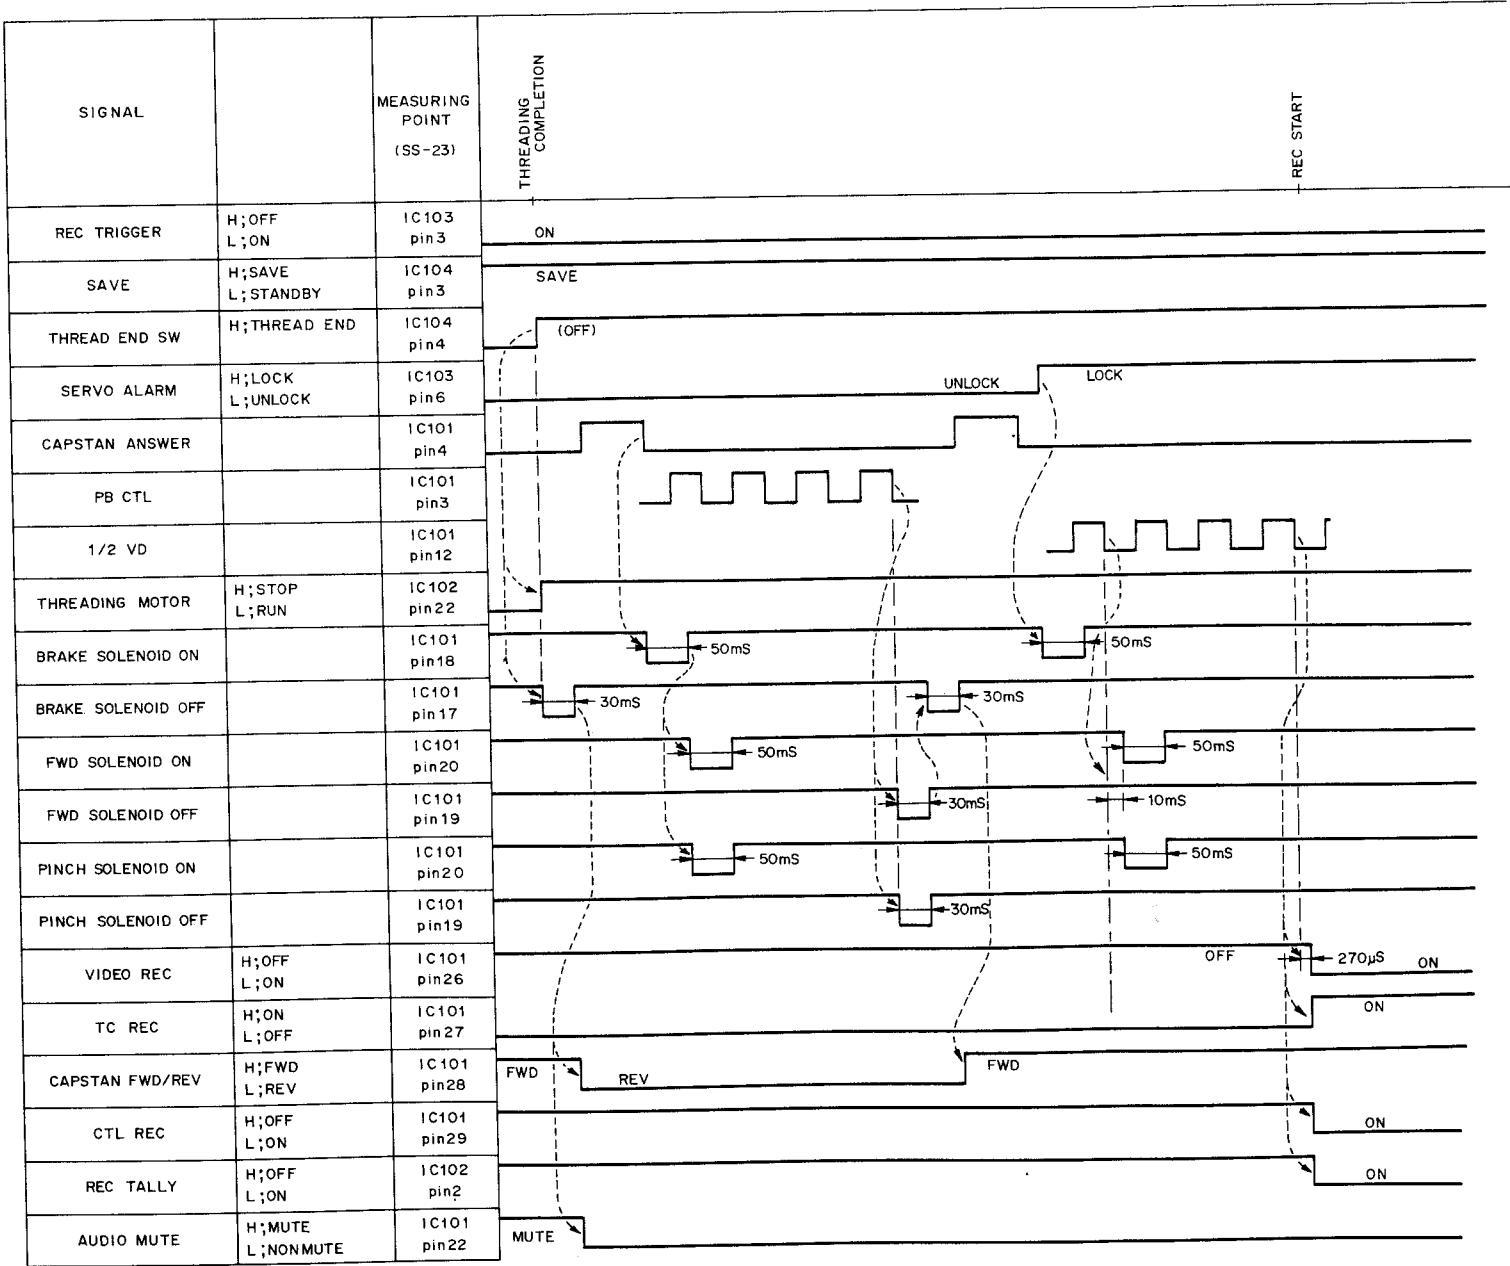 SIGNAL
MEASURING
POINT
(SS-23)
THREADING
COMPLETION
REC START
REC TRIGGER
H;OFF
L;ON
IC103
pin3
ON
SAVE
H;SAVE
L;STANDBY
IC104
pin3
SAVE
THREAD END SW
H;THREAD END
IC104
pin4
(OFF)
SERVO ALARM
H;LOCK
L;UNLOCK
IC103
pin6
UNLOCK
LOCK
CAPSTAN ANSWER
IC101
pin4
PB CTL
IC101
pin3
1/2 VD
IC101
pin12
THREADING MOTOR
H;STOP
L;RUN
IC102
pin22
BRAKE SOLENOID ON
IC101
pin18
50mS
50mS
BRAKE SOLENOID OFF
IC101
pin17
30mS
30mS
FWD SOLENOID ON
IC101
pin20
50mS
50mS
FWD SOLENOID OFF
IC101
pin19
30mS
10mS
PINCH SOLENOID ON
IC101
pin20
50mS
50mS
PINCH SOLENOID OFF
IC101
pin19
30mS
VIDEO REC
H;OFF
L;ON
IC101
pin26
OFF
270μS
ON
TC REC
H;ON
L;OFF
IC101
pin27
ON
CAPSTAN FWD/REV
H;FWD
L;REV
IC101
pin28
FWD
REV
FWD
CTL REC
H;OFF
L;ON
IC101
pin29
ON
REC TALLY
H;OFF
L;ON
IC102
pin2
ON
AUDIO MUTE
H;MUTE
L;NONMUTE
IC101
pin22
MUTE